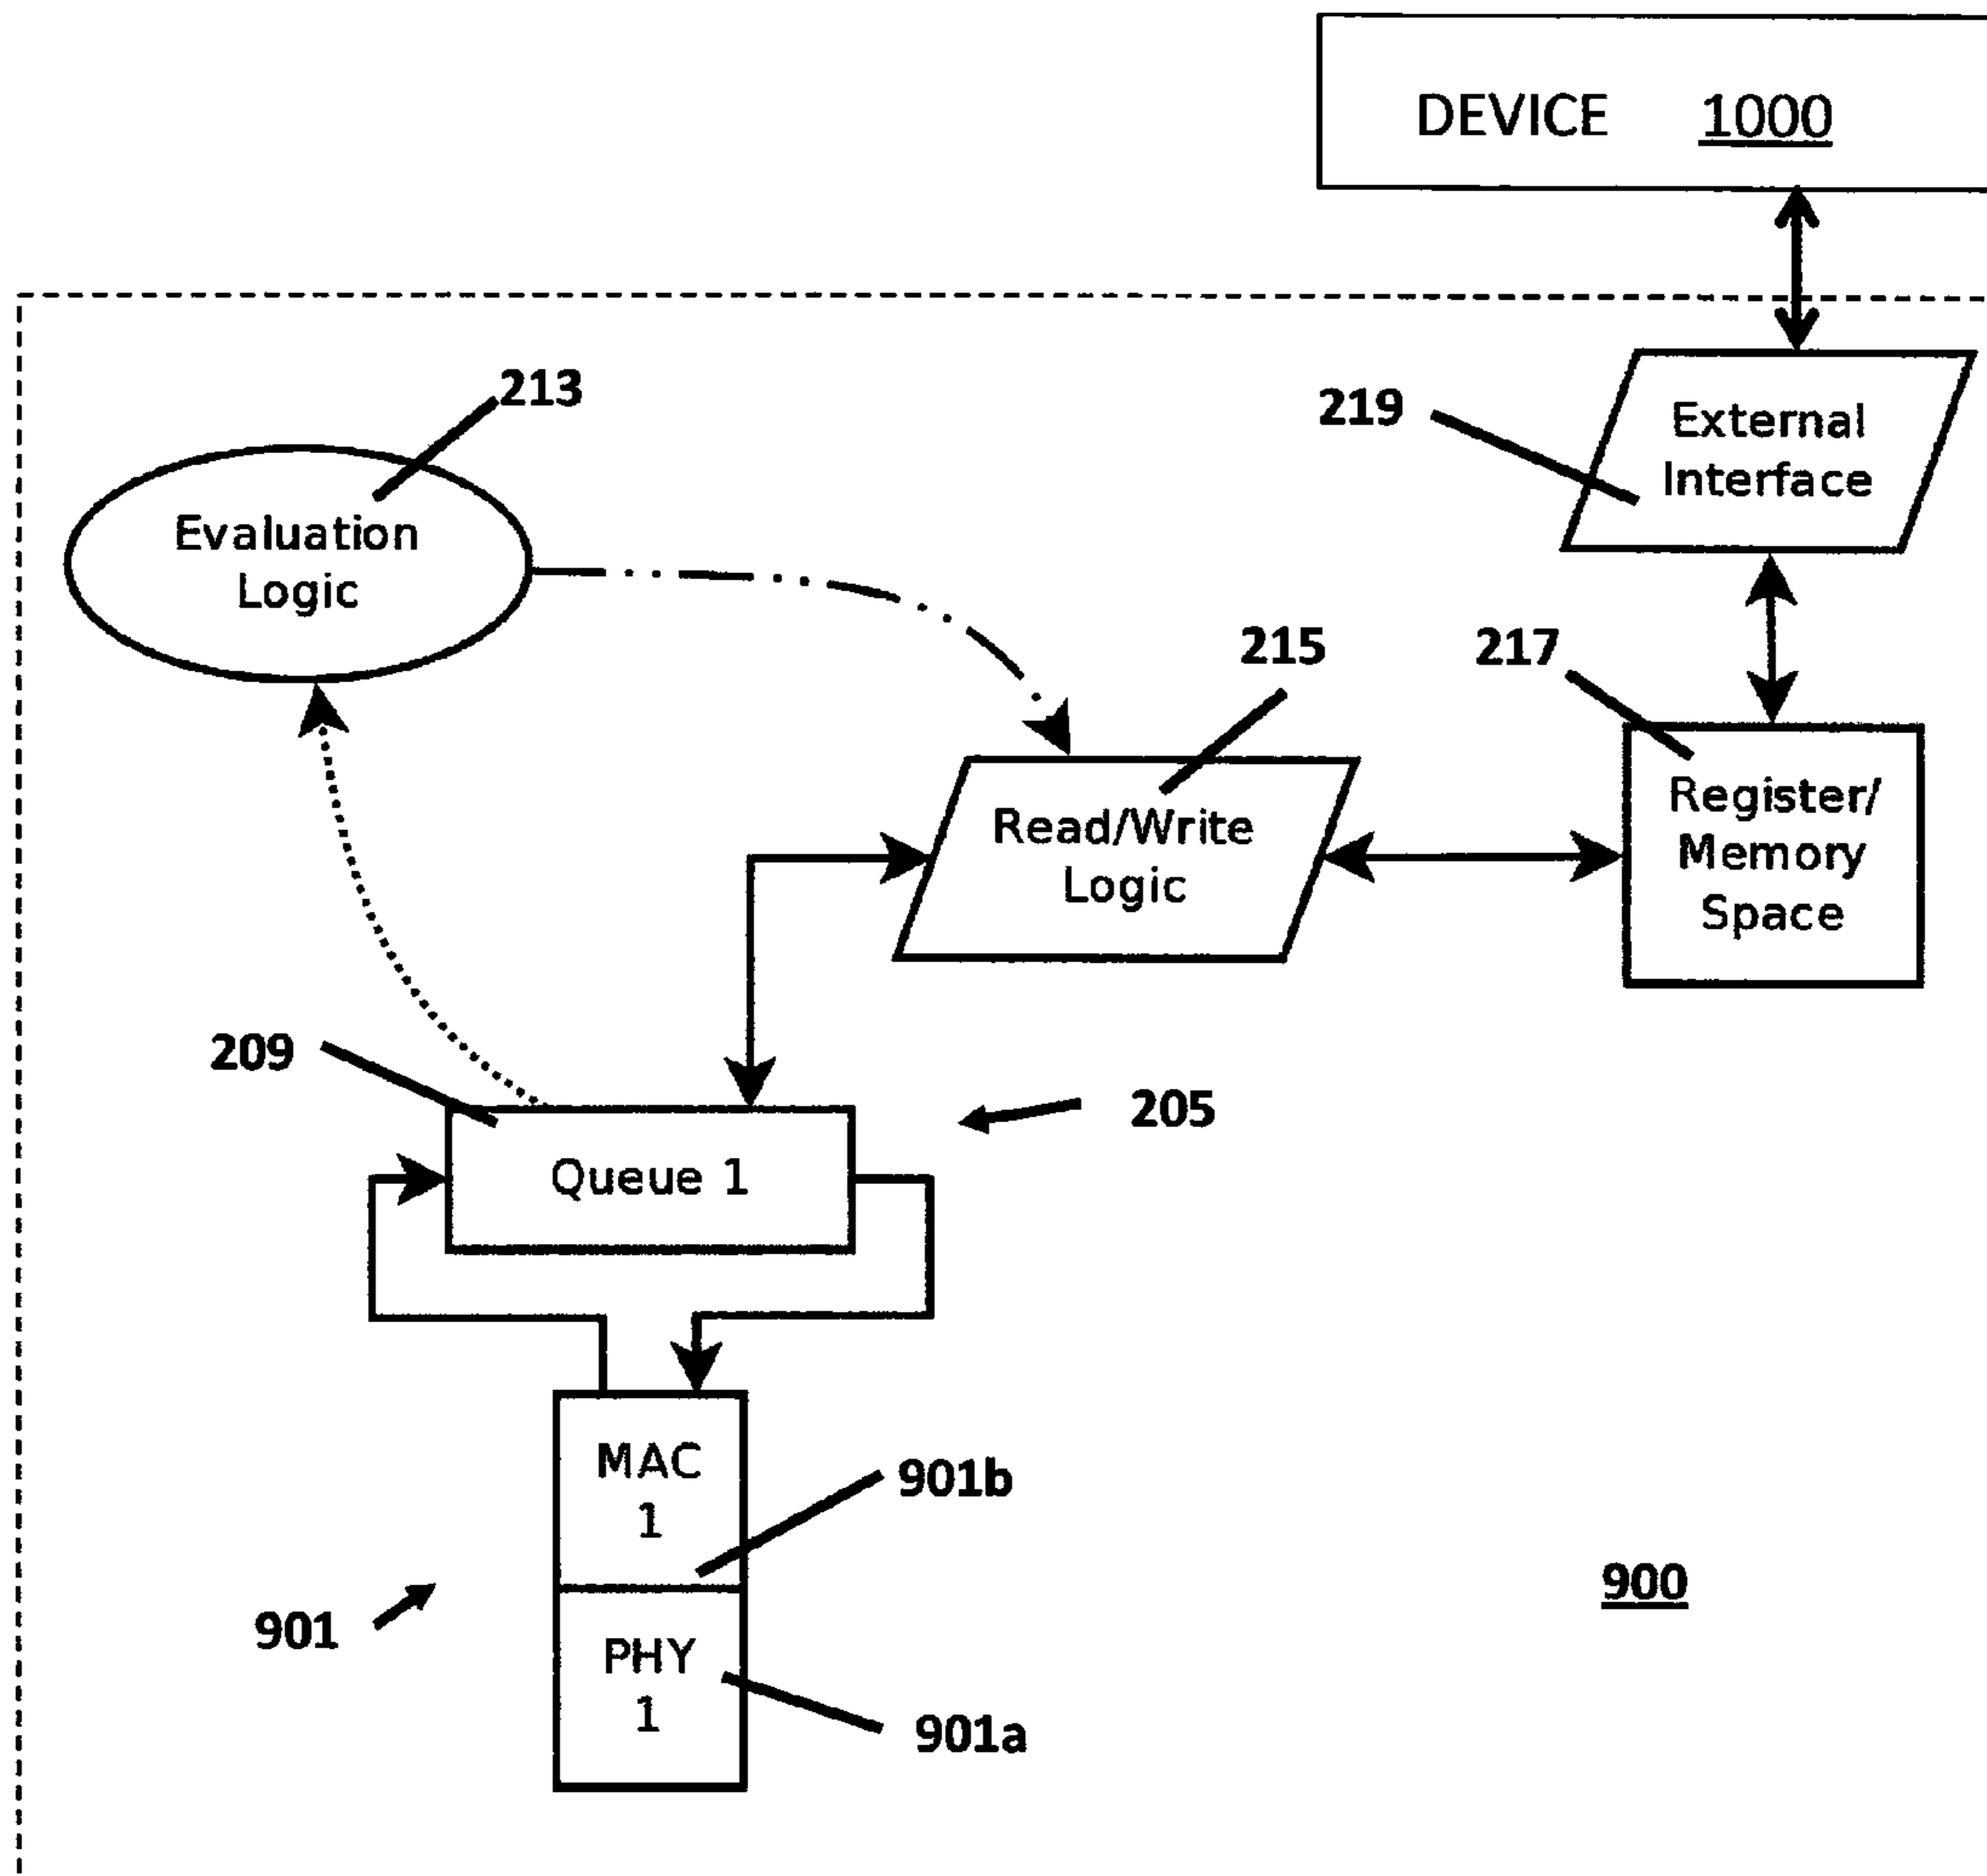 DEVICE 1000
213
219
External
Interface
Evaluation
Logic
215
217
Read/Write
Logic
Register/
Memory
Space
209
205
Queue 1
MAC
1
901b
900
901
PHY
1
901a